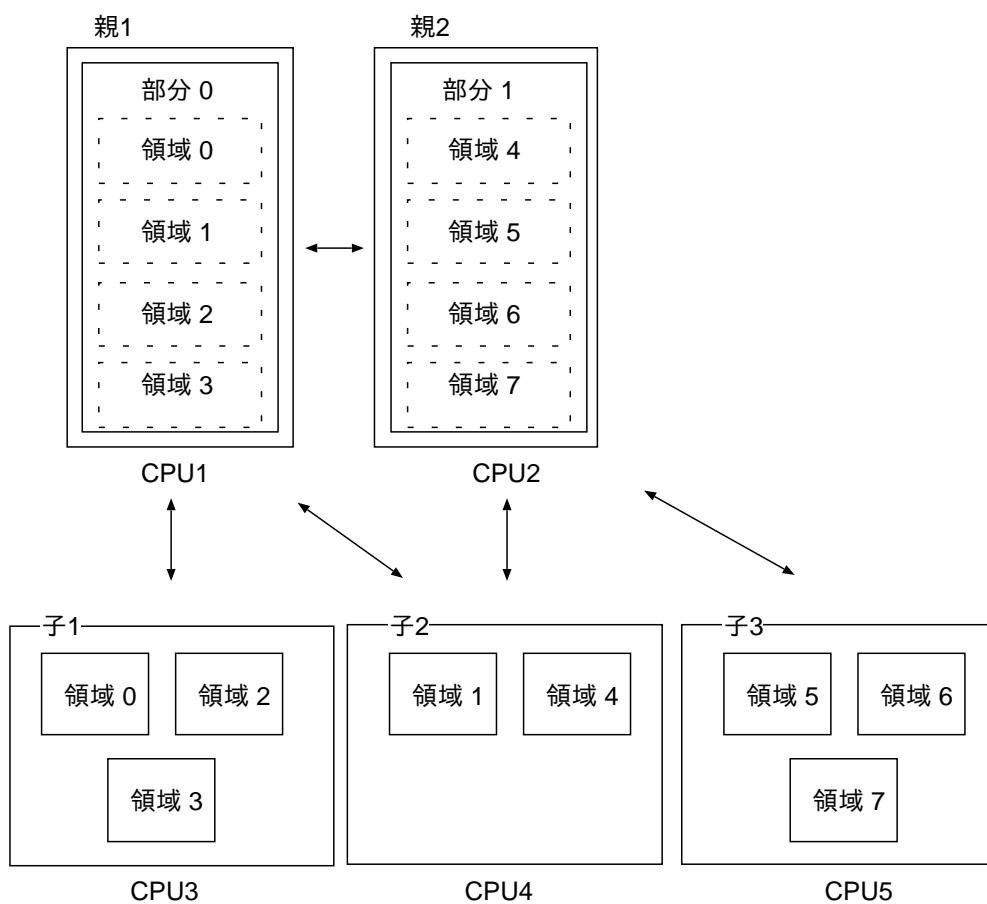 親1
親2
部分 0
領域 0
領域 1
領域 2
領域 3
CPU1
部分 1
領域 4
領域 5
領域 6
領域 7
CPU2
子1
領域 0
領域 2
領域 3
CPU3
子2
領域 1
領域 4
CPU4
子3
領域 5
領域 6
領域 7
CPU5